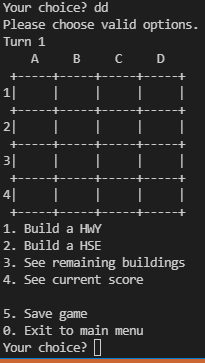 Your choice? dd
Please choose valid options.
Turn 1
    A     B     C     D
 +-----+-----+-----+-----+
1|     |     |     |     |
 +-----+-----+-----+-----+
2|     |     |     |     |
 +-----+-----+-----+-----+
3|     |     |     |     |
 +-----+-----+-----+-----+
4|     |     |     |     |
 +-----+-----+-----+-----+
1. Build a HWY
2. Build a HSE
3. See remaining buildings
4. See current score

5. Save game
0. Exit to main menu
Your choice?